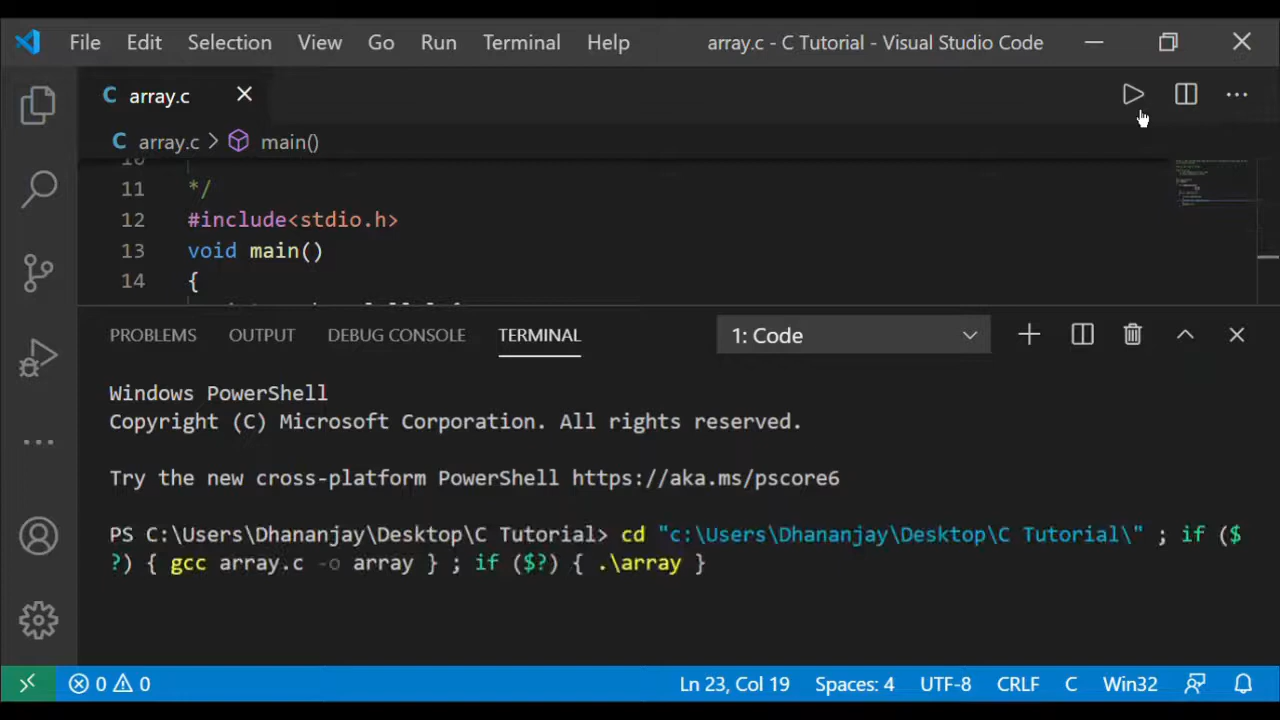 File Edit Selection View Go Run Terminal Help array.c - C Tutorial - Visual Studio Code
C array.c
C array.c > main()
10
11 */
12 #include<stdio.h>
13 void main()
14 {
PROBLEMS OUTPUT DEBUG CONSOLE TERMINAL 1: Code
Windows PowerShell
Copyright (C) Microsoft Corporation. All rights reserved.
Try the new cross-platform PowerShell https://aka.ms/pscore6
PS C:\Users\Dhananjay\Desktop\C Tutorial> cd "c:\Users\Dhananjay\Desktop\C Tutorial\" ; if ($
?) { gcc array.c -o array } ; if ($?) { .\array }
0 0 Ln 23, Col 19 Spaces: 4 UTF-8 CRLF C Win32